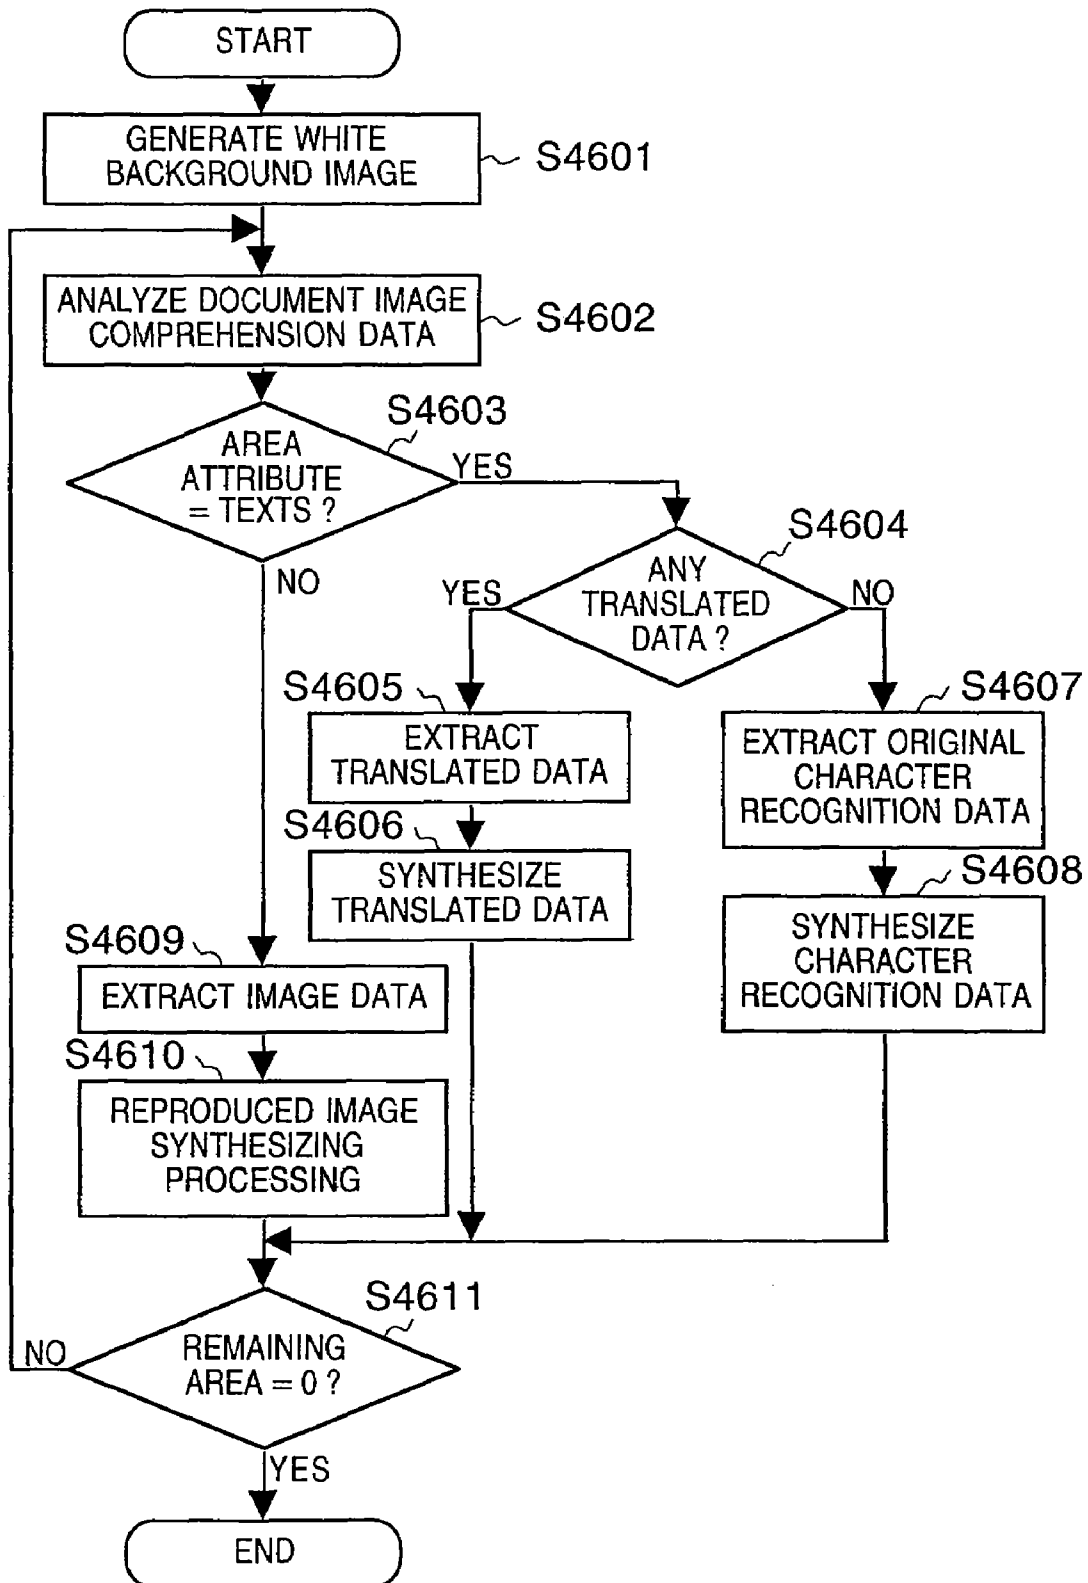 START
GENERATE WHITE
BACKGROUND IMAGE
S4601
ANALYZE DOCUMENT IMAGE
COMPREHENSION DATA
S4602
S4603
AREA
ATTRIBUTE
= TEXTS ?
YES
NO
S4604
ANY
TRANSLATED
DATA ?
YES
NO
S4605
EXTRACT
TRANSLATED DATA
S4606
SYNTHESIZE
TRANSLATED DATA
S4607
EXTRACT ORIGINAL
CHARACTER
RECOGNITION DATA
S4608
SYNTHESIZE
CHARACTER
RECOGNITION DATA
S4609
EXTRACT IMAGE DATA
S4610
REPRODUCED IMAGE
SYNTHESIZING
PROCESSING
S4611
REMAINING
AREA = 0 ?
NO
YES
END